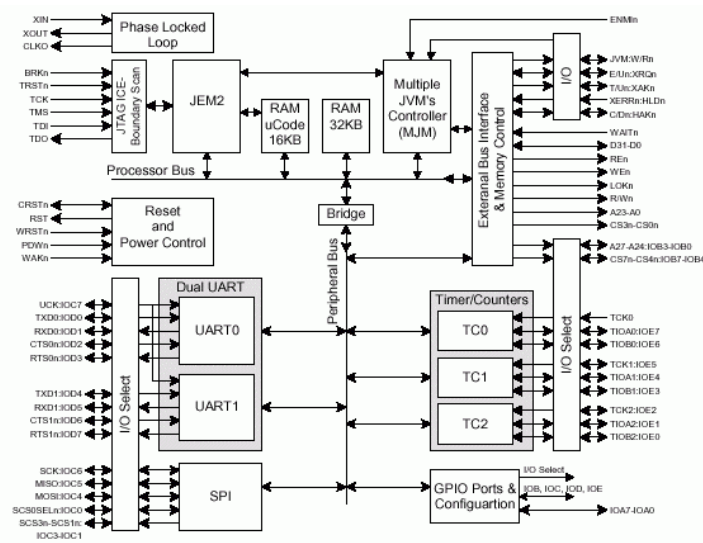 XIN
XOUT
CLKO
Phase Locked
Loop
BRKn
TRSTn
TCK
TMS
TDI
TDO
JTAG ICE-
Boundary Scan
JEM2
RAM
uCode
16KB
RAM
32KB
Multiple
JVM's
Controller
(MJM)
Exteranal Bus Interface
& Memory Control
I/O
ENMIn
JVM:W/Rn
E/Un:XRQn
T/Un:XAKn
XERRn:HLDn
C/Dn:HAKn
WAITn
D31-D0
REn
WEn
LOKn
R/Wn
A23-A0
CS3n-CS0n
A27-A24:IOB3-IOB0
CS7n-CS4n:IOB7-IOB4
Processor Bus
Bridge
Peripheral Bus
CRSTn
RST
WRSTn
PDWn
WAKn
Reset
and
Power Control
Dual UART
UART0
UART1
UCK:IOC7
TXD0:IOD0
RXD0:IOD1
CTS0n:IOD2
RTS0n:IOD3
TXD1:IOD4
RXD1:IOD5
CTS1n:IOD6
RTS1n:IOD7
I/O Select
SCK:IOC6
MISO:IOC5
MOSI:IOC4
SCS0SELn:IOC0
SCS3n-SCS1n:
IOC3-IOC1
SPI
Timer/Counters
TC0
TC1
TC2
I/O Select
TCK0
TIOA0:IOE7
TIOB0:IOE6
TCK1:IOE5
TIOA1:IOE4
TIOB1:IOE3
TCK2:IOE2
TIOA2:IOE1
TIOB2:IOE0
GPIO Ports &
Configuartion
I/O Select
IOB, IOC, IOD, IOE
IOA7-IOA0